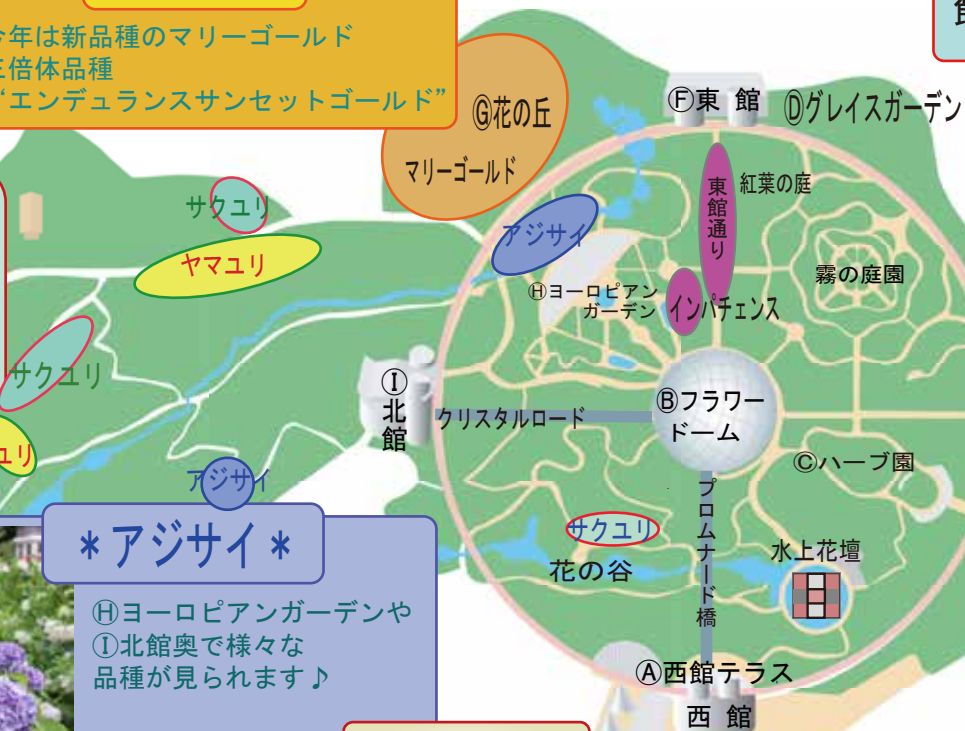 今年は新品種のマリーゴールド
三倍体品種
“エンデュランスサンセットゴールド”
Ⓖ花の丘
マリーゴールド
Ⓕ東 館
Ⓓグレイスガーデン
サクユリ
ヤマユリ
アジサイ
東館通り
紅葉の庭
霧の庭園
Ⓗヨーロピアン
ガーデン
インパチェンス
サクユリ
Ⓘ北館
クリスタルロード
Ⓑフラワー
ドーム
Ⓒハーブ園
ユリ
アジサイ
サクユリ
花の谷
プロムナード橋
水上花壇
Ⓐ西館テラス
西 館
*アジサイ*
Ⓗヨーロピアンガーデンや
Ⓘ北館奥で様々な
品種が見られます♪